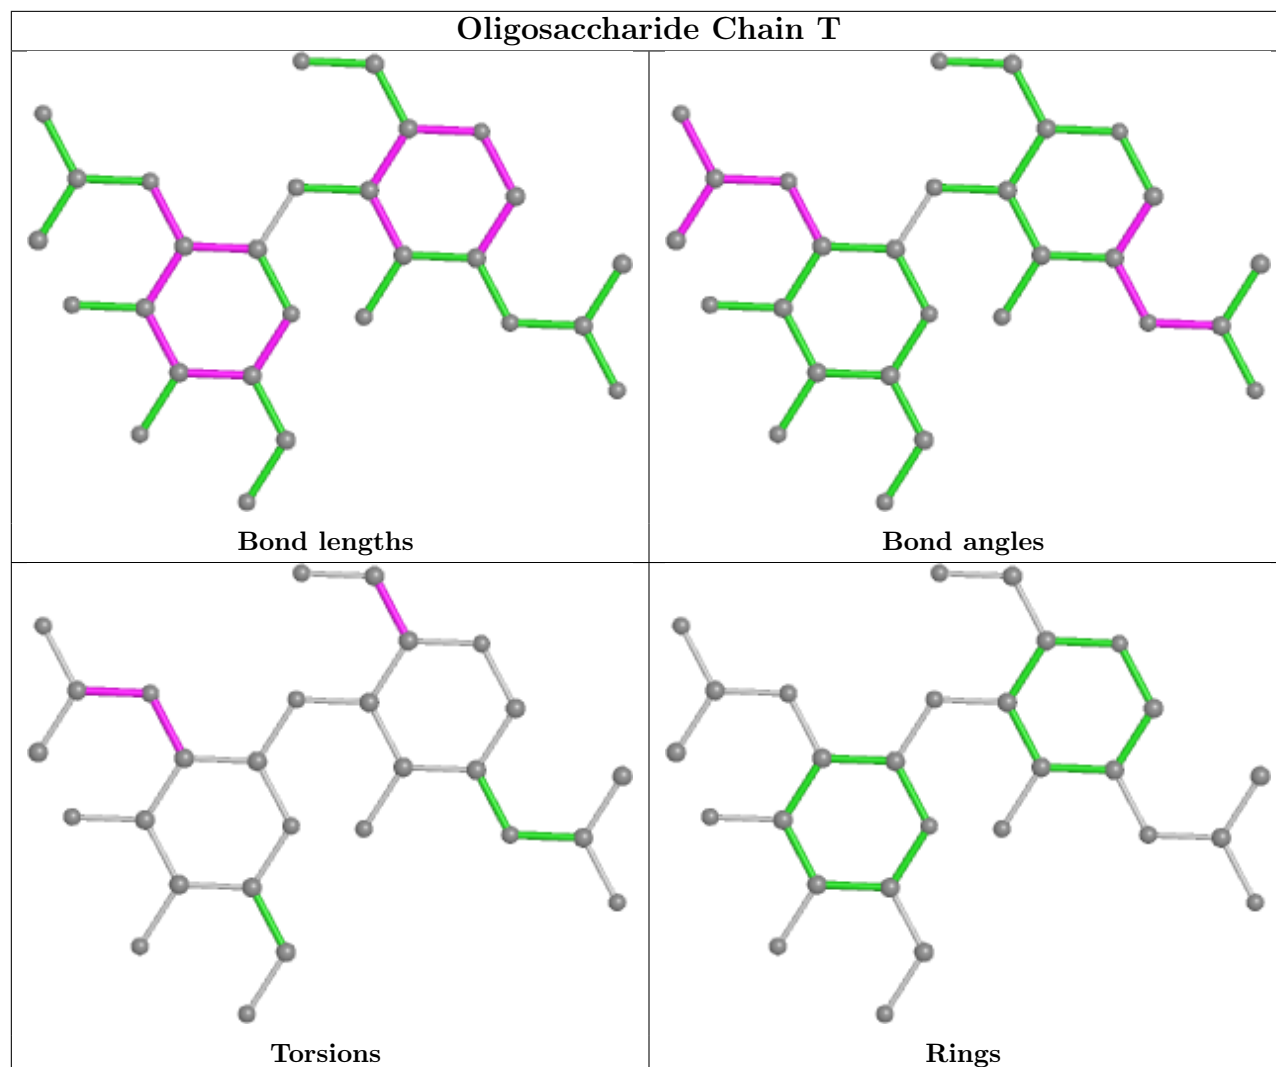 Oligosaccharide Chain T
Bond lengths
Bond angles
Torsions
Rings